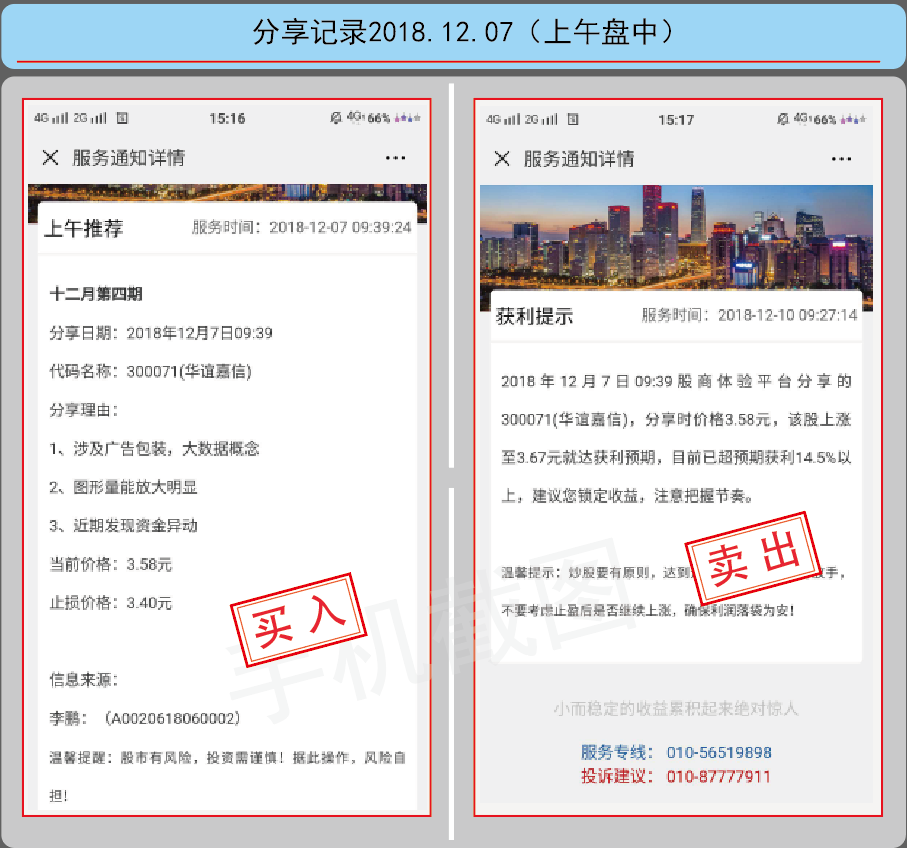 分享记录2018.12.07（上午盘中）
4G 2G 15:16 4G 66%
服务通知详情
上午推荐 服务时间：2018-12-07 09:39:24
十二月第四期
分享日期：2018年12月7日09:39
代码名称：300071(华谊嘉信)
分享理由：
1、涉及广告包装，大数据概念
2、图形量能放大明显
3、近期发现资金异动
当前价格：3.58元
止损价格：3.40元
买入
信息来源：
李鹏：（A0020618060002）
温馨提醒：股市有风险，投资需谨慎！据此操作，风险自
担！
4G 2G 15:17 4G 66%
服务通知详情
获利提示 服务时间：2018-12-10 09:27:14
2018年12月7日09:39股商体验平台分享的
300071(华谊嘉信)，分享时价格3.58元，该股上涨
至3.67元就达获利预期，目前已超预期获利14.5%以
上，建议您锁定收益，注意把握节奏。
卖出
温馨提示：炒股要有原则，达到 手，
不要考虑止盈后是否继续上涨，确保利润落袋为安！
小而稳定的收益累积起来绝对惊人
服务专线： 010-56519898
投诉建议： 010-87777911
手机截图